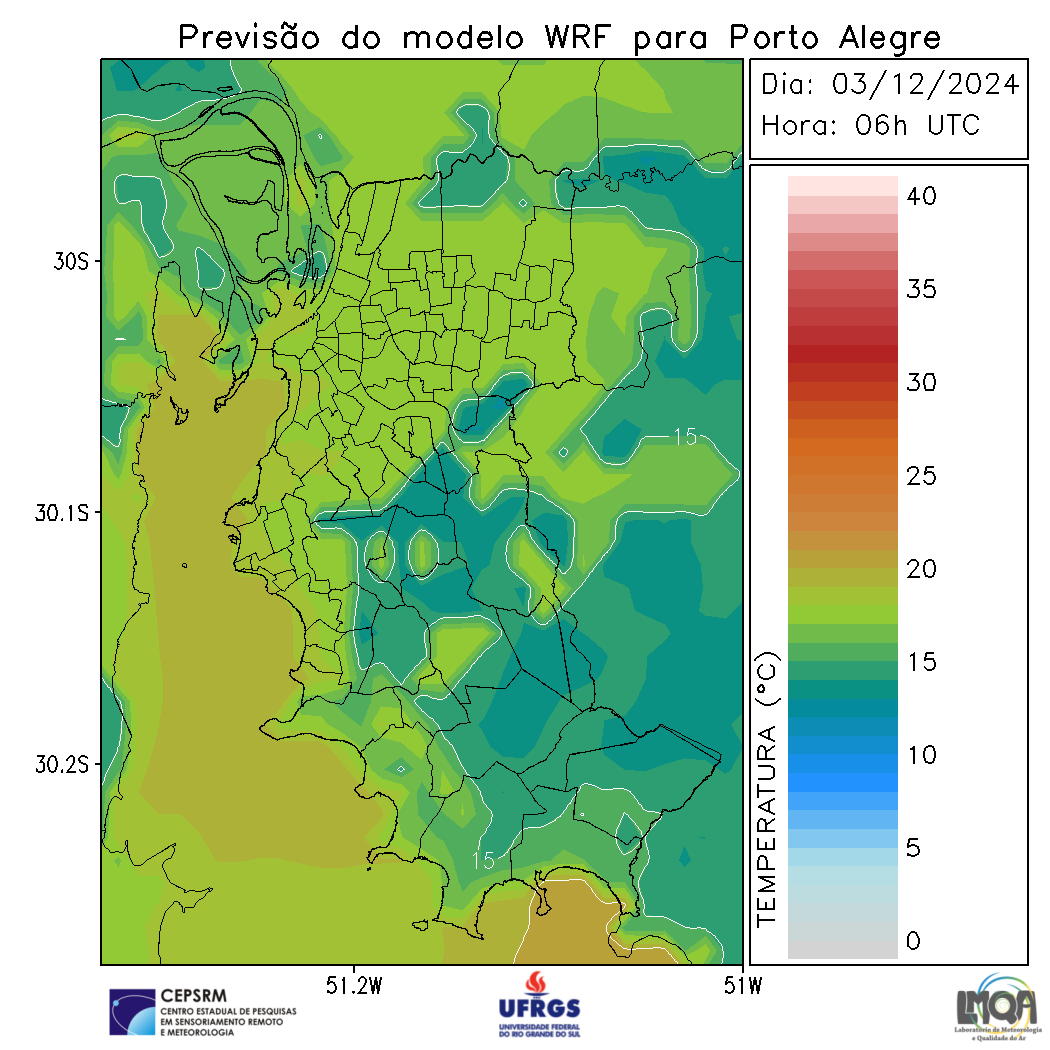 Previsão do modelo WRF para Porto Alegre
Dia: 03/12/2024
Hora: 06h UTC
30S
30.1S
30.2S
51.2W
51W
15
15
40
35
30
25
20
15
10
5
0
TEMPERATURA (°C)
CEPSRM
CENTRO ESTADUAL DE PESQUISAS
EM SENSORIAMENTO REMOTO
E METEOROLOGIA
UFRGS
UNIVERSIDADE FEDERAL
DO RIO GRANDE DO SUL
LMQA
Laboratório de Meteorologia
e Qualidade do Ar